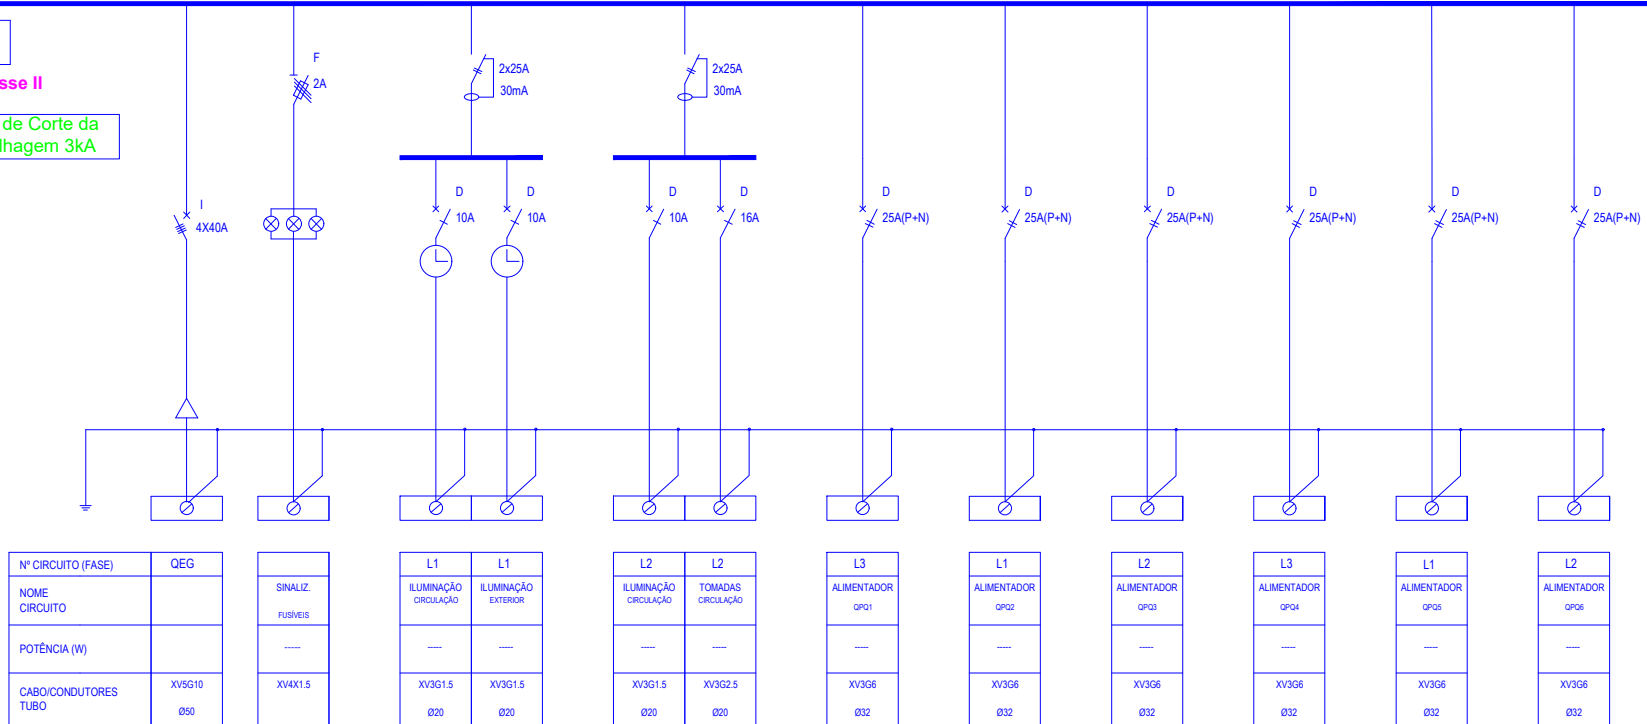 sse II
de Corte da
lhagem 3kA
I
4X40A
F
2A
2x25A
30mA
2x25A
30mA
D
10A
D
10A
D
10A
D
16A
D
25A(P+N)
D
25A(P+N)
D
25A(P+N)
D
25A(P+N)
D
25A(P+N)
D
25A(P+N)
Nº CIRCUITO (FASE) QEG L1 L1 L2 L2 L3 L1 L2 L3 L1 L2
NOME SINALIZ. ILUMINAÇÃO ILUMINAÇÃO ILUMINAÇÃO TOMADAS ALIMENTADOR ALIMENTADOR ALIMENTADOR ALIMENTADOR ALIMENTADOR ALIMENTADOR
CIRCUITO FUSÍVEIS CIRCULAÇÃO EXTERIOR CIRCULAÇÃO CIRCULAÇÃO QPQ1 QPQ2 QPQ3 QPQ4 QPQ5 QPQ6
POTÊNCIA (W) ----- ----- ----- ----- ----- ----- ----- ----- ----- ----- -----
CABO/CONDUTORES XV5G10 XV4X1.5 XV3G1.5 XV3G1.5 XV3G1.5 XV3G2.5 XV3G6 XV3G6 XV3G6 XV3G6 XV3G6 XV3G6
TUBO Ø50 Ø20 Ø20 Ø20 Ø20 Ø32 Ø32 Ø32 Ø32 Ø32 Ø32